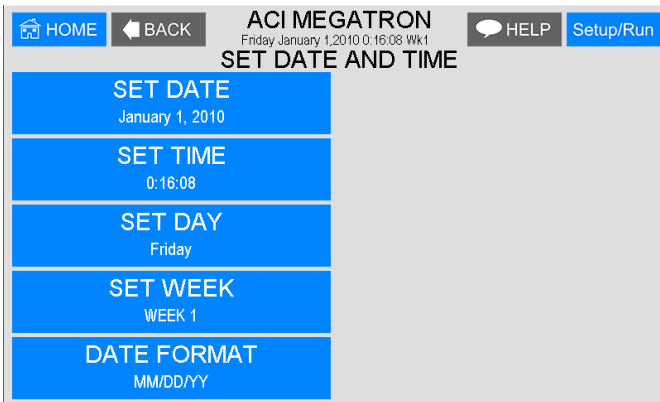 HOME
BACK
ACI MEGATRON
Friday January 1,2010 0:16:08 Wk1
HELP
Setup/Run
SET DATE AND TIME
SET DATE
January 1, 2010
SET TIME
0:16:08
SET DAY
Friday
SET WEEK
WEEK 1
DATE FORMAT
MM/DD/YY